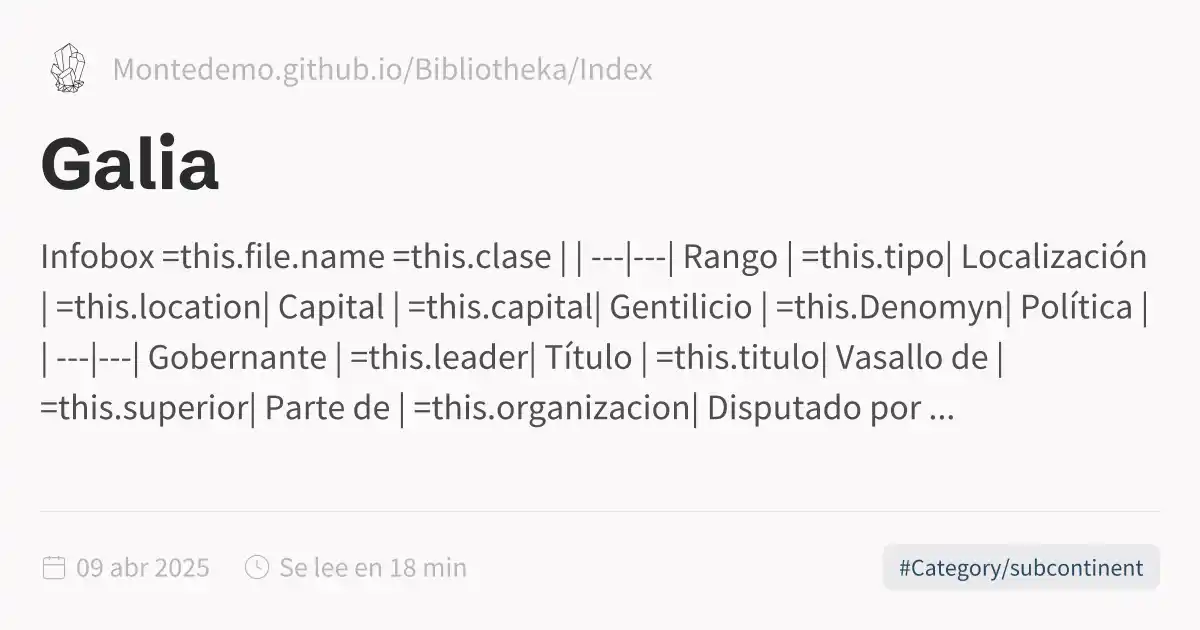 Montedemo.github.io/Bibliotheka/Index
Galia
Infobox =this.file.name =this.clase | | ---|---| Rango | =this.tipo| Localización
| =this.location| Capital | =this.capital| Gentilicio | =this.Denomyn| Política |
| ---|---| Gobernante | =this.leader| Título | =this.titulo| Vasallo de |
=this.superior| Parte de | =this.organizacion| Disputado por ...
09 abr 2025 Se lee en 18 min #Category/subcontinent